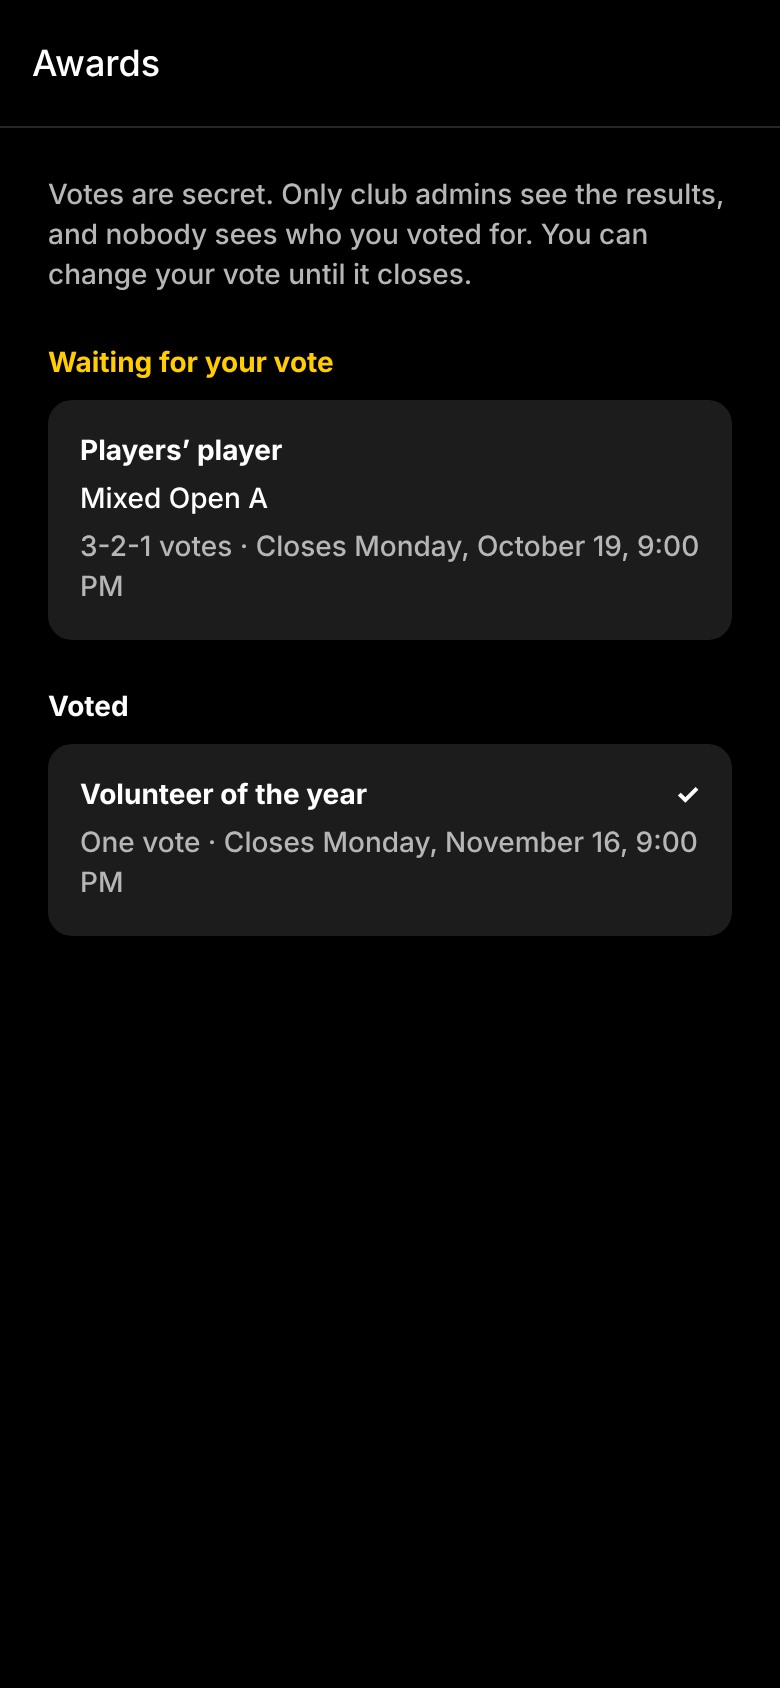 Awards
Votes are secret. Only club admins see the results,
and nobody sees who you voted for. You can
change your vote until it closes.
Waiting for your vote
Players’ player
Mixed Open A
3-2-1 votes · Closes Monday, October 19, 9:00
PM
Voted
Volunteer of the year ✓
One vote · Closes Monday, November 16, 9:00
PM